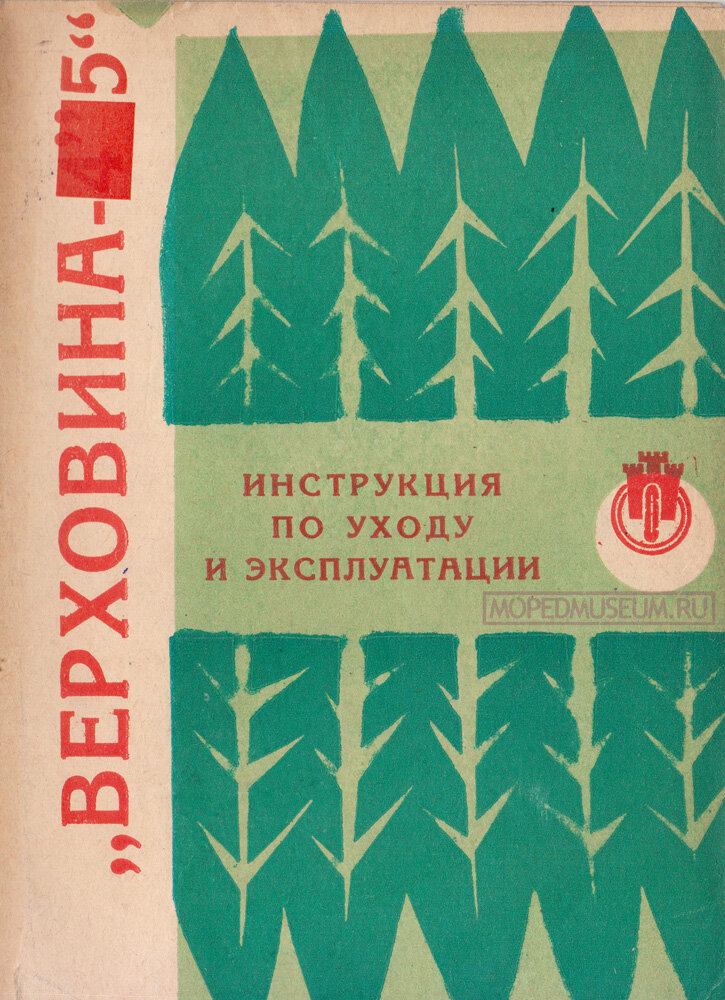 „ВЕРХОВИНА-5“
ИНСТРУКЦИЯ
ПО УХОДУ
И ЭКСПЛУАТАЦИИ
MOPEDMUSEUM.RU